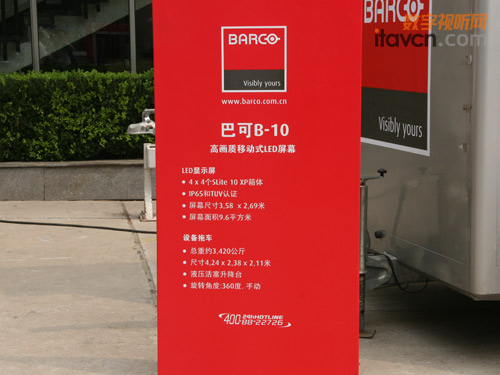 BARCO
Visibly yours
www.barco.com.cn
巴可B-10
高画质移动式LED屏幕
LED显示屏
• 4 x 4个SLite 10 XP箱体
• IP65和TUV认证
• 屏幕尺寸3.58 x 2.69米
• 屏幕面积9.6平方米
设备拖车
• 总重约3,420公斤
• 尺寸4.24 x 2.38 x 2.11米
• 液压活塞升降台
• 旋转角度:360度, 手动
24hHOTLINE
400-88-22726
BARCO
Visibly yours
数字视听网
itavcn.com